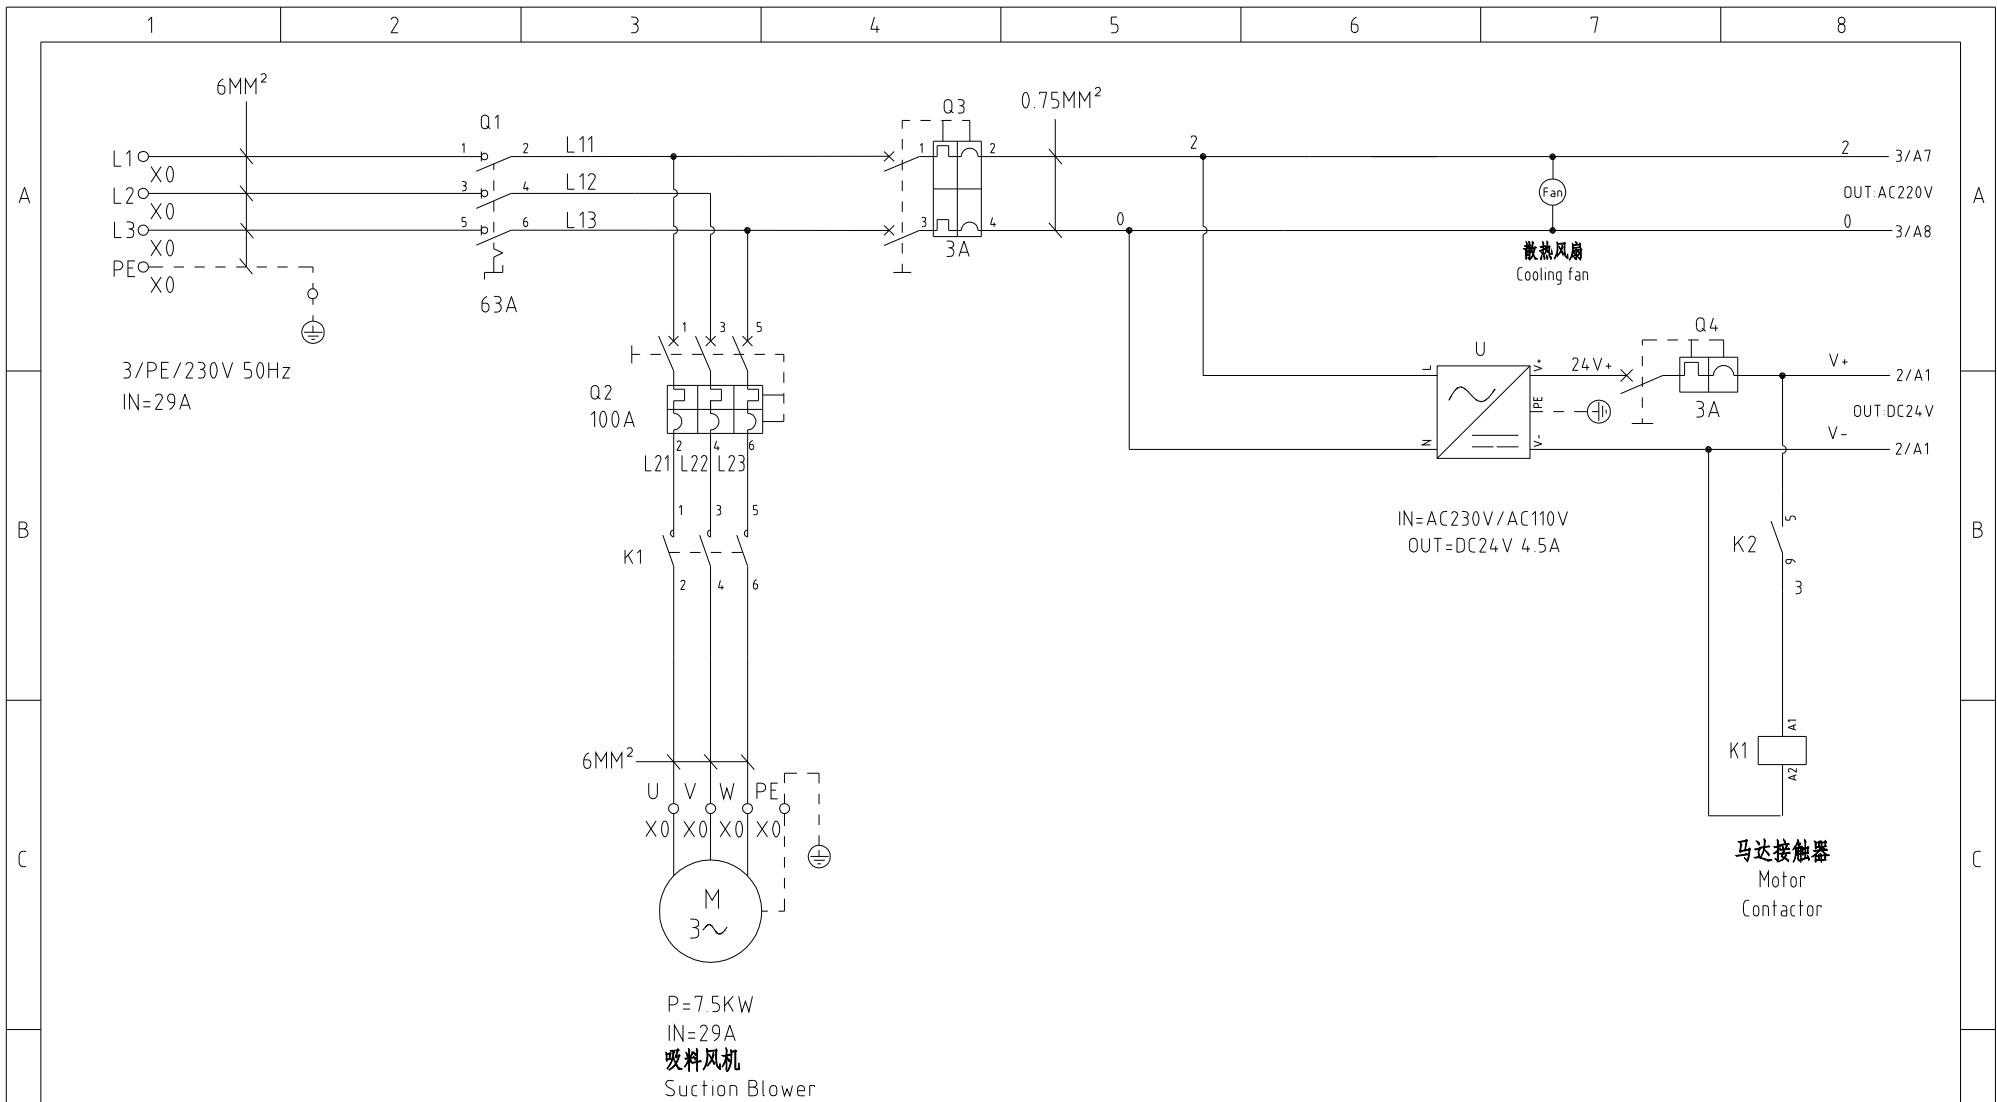 1 2 3 4 5 6 7 8
6MM²
Q1
Q3
0.75MM²
L1 X0
L2 X0
L3 X0
PE X0
1 2 L11
3 4 L12
5 6 L13
63A
1 2
3 4
3A
2
0
Fan
散热风扇
Cooling fan
2 3/A7
OUT:AC220V
0 3/A8
A A
3/PE/230V 50Hz
IN=29A
1 3 5
Q2
100A
2 4 6
L21 L22 L23
U
L
N
V+
PE
V-
24V+
Q4
3A
V+ 2/A1
OUT:DC24V
V- 2/A1
IN=AC230V/AC110V
OUT=DC24V 4.5A
B B
1 3 5
K1
2 4 6
K2
5
9
3
6MM²
U V W PE
X0 X0 X0 X0
K1
A1
A2
马达接触器
Motor
Contactor
C C
M
3~
P=7.5KW
IN=29A
吸料风机
Suction Blower